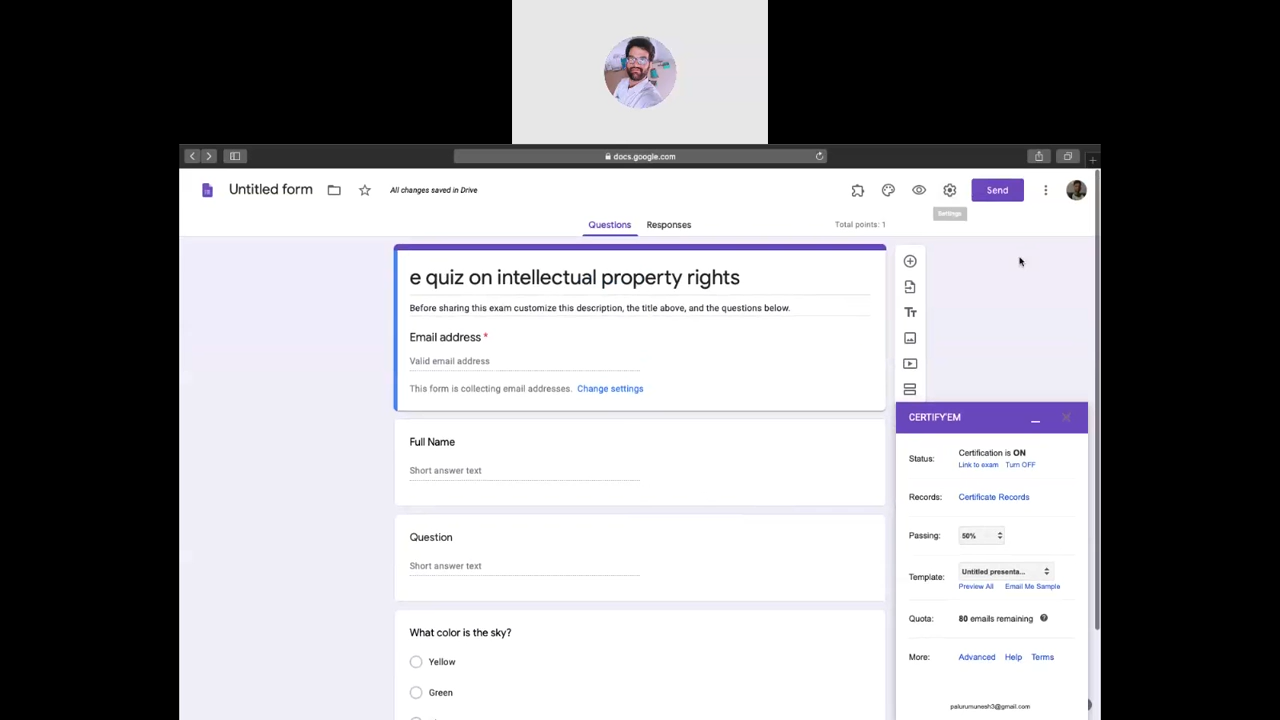 docs.google.com
Untitled form
All changes saved in Drive
Send
Settings
Questions
Responses
Total points: 1
e quiz on intellectual property rights
Before sharing this exam customize this description, the title above, and the questions below.
Email address *
Valid email address
This form is collecting email addresses. Change settings
Full Name
Short answer text
Question
Short answer text
What color is the sky?
Yellow
Green
CERTIFY'EM
Status: Certification is ON
Link to exam Turn OFF
Records: Certificate Records
Passing: 50%
Template: Untitled presenta...
Preview All Email Me Sample
Quota: 80 emails remaining
More: Advanced Help Terms
palurumunesh3@gmail.com